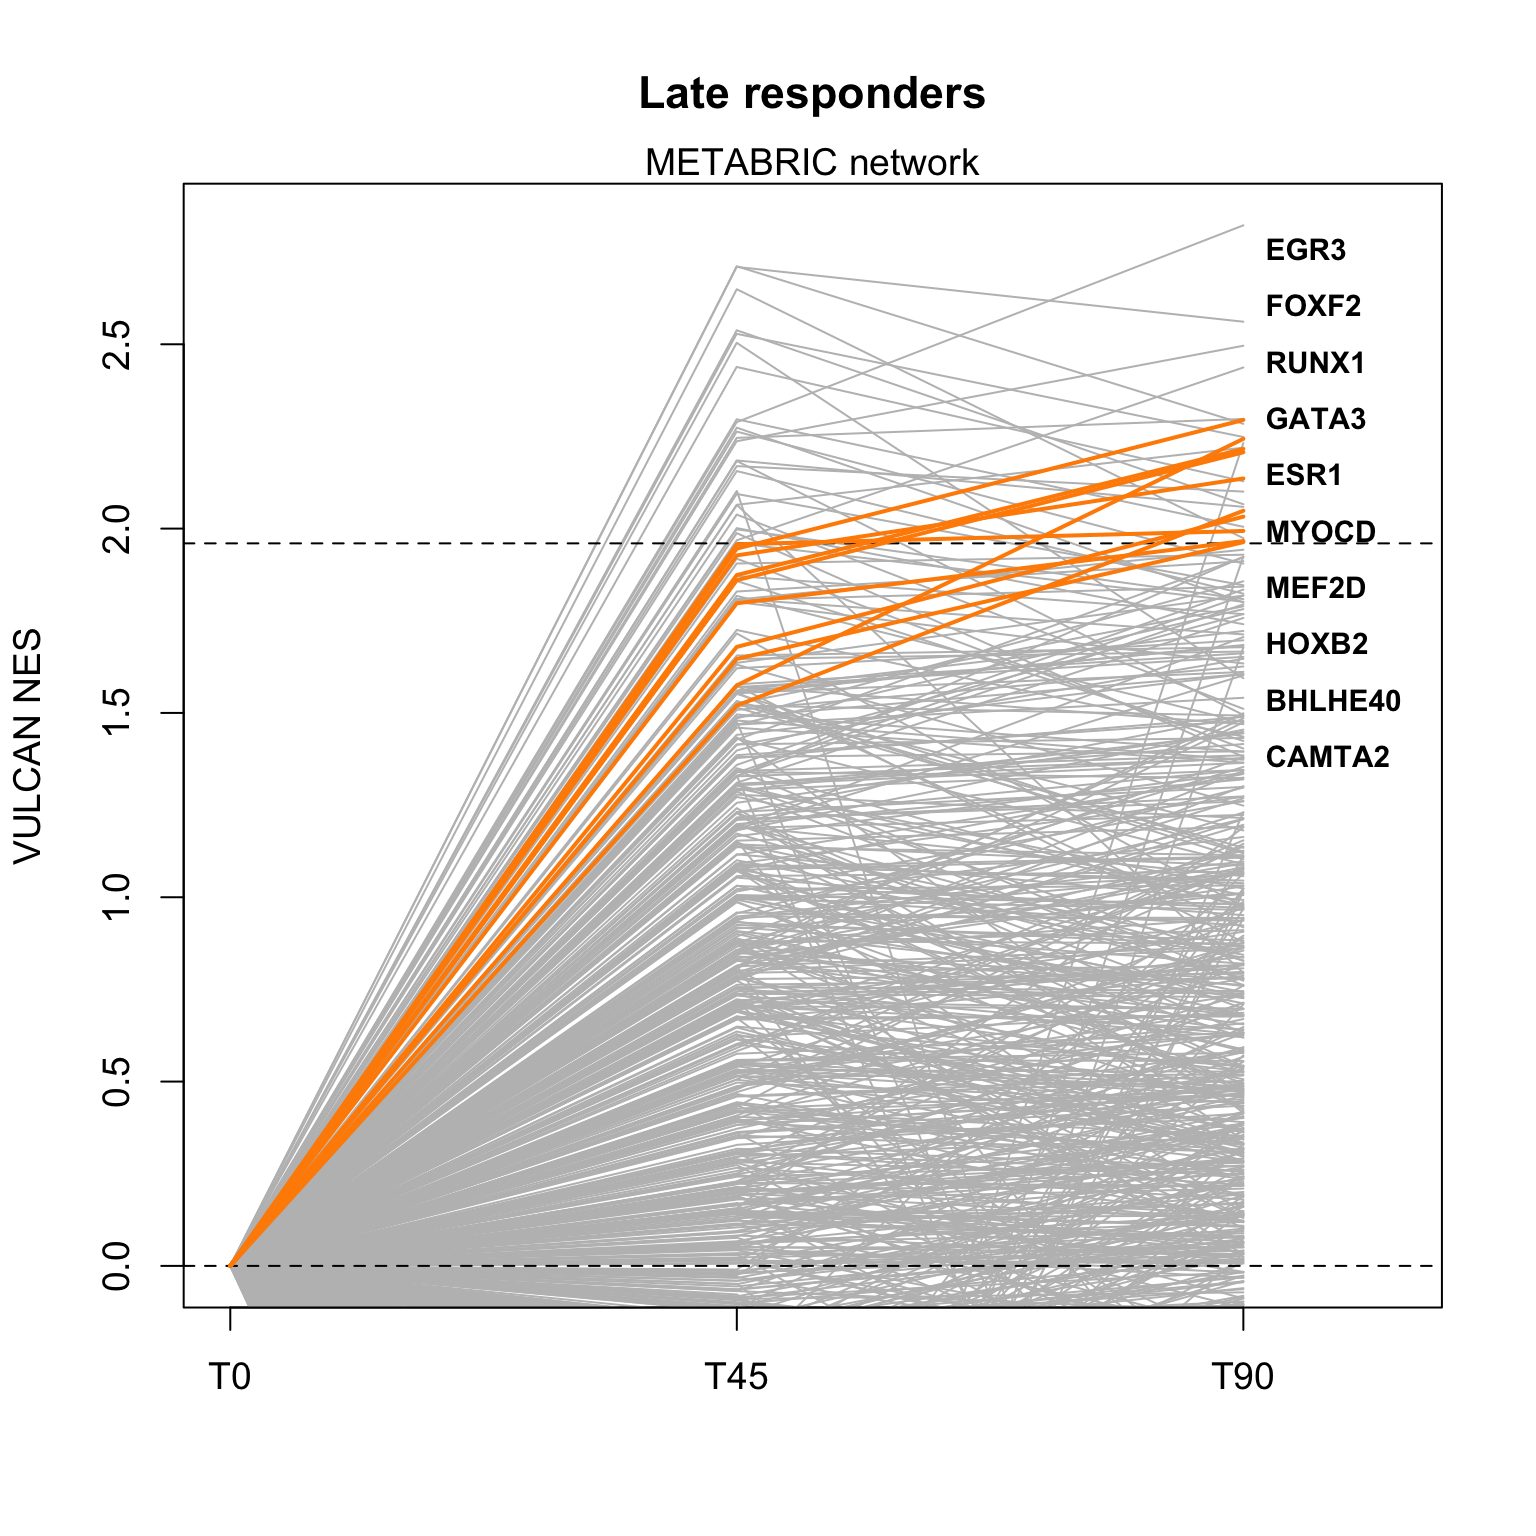 Late responders
METABRIC network
VULCAN NES
2.5
2.0
1.5
1.0
0.5
0.0
EGR3
FOXF2
RUNX1
GATA3
ESR1
MYOCD
MEF2D
HOXB2
BHLHE40
CAMTA2
T0
T45
T90